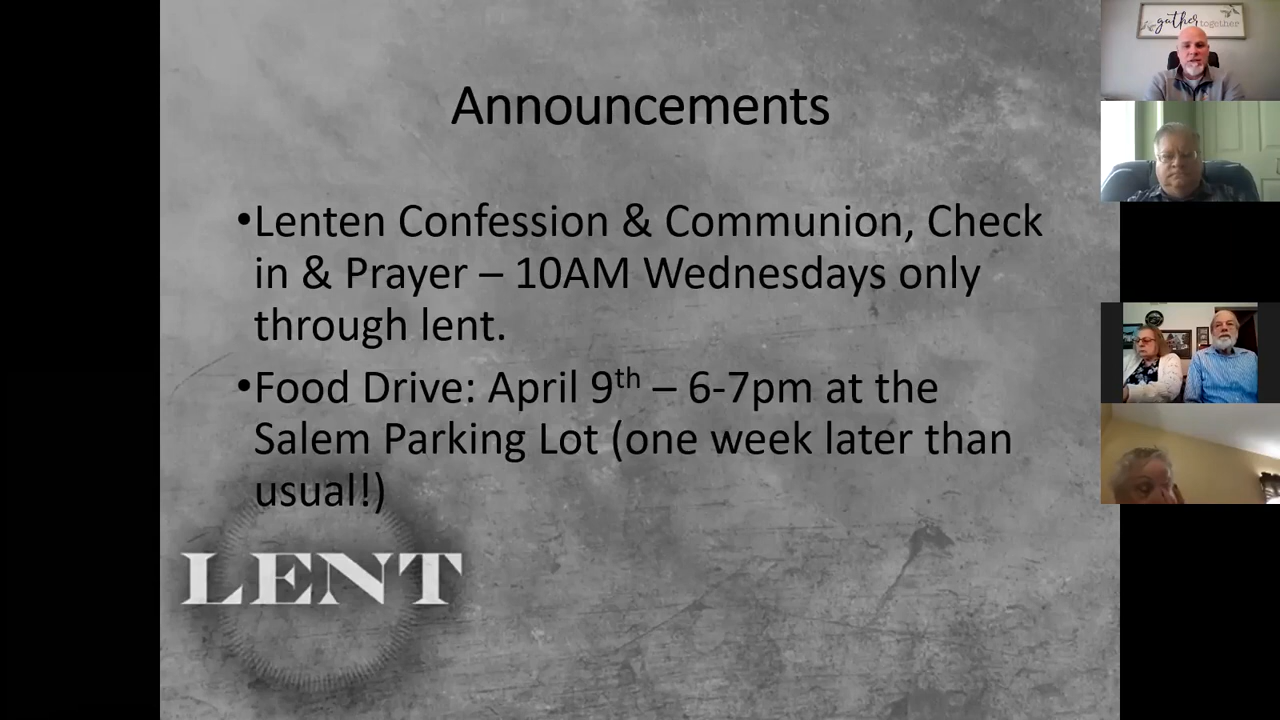 Announcements
•Lenten Confession & Communion, Check
in & Prayer – 10AM Wednesdays only
through lent.
•Food Drive: April 9th – 6-7pm at the
Salem Parking Lot (one week later than
usual!)
LENT
gather together